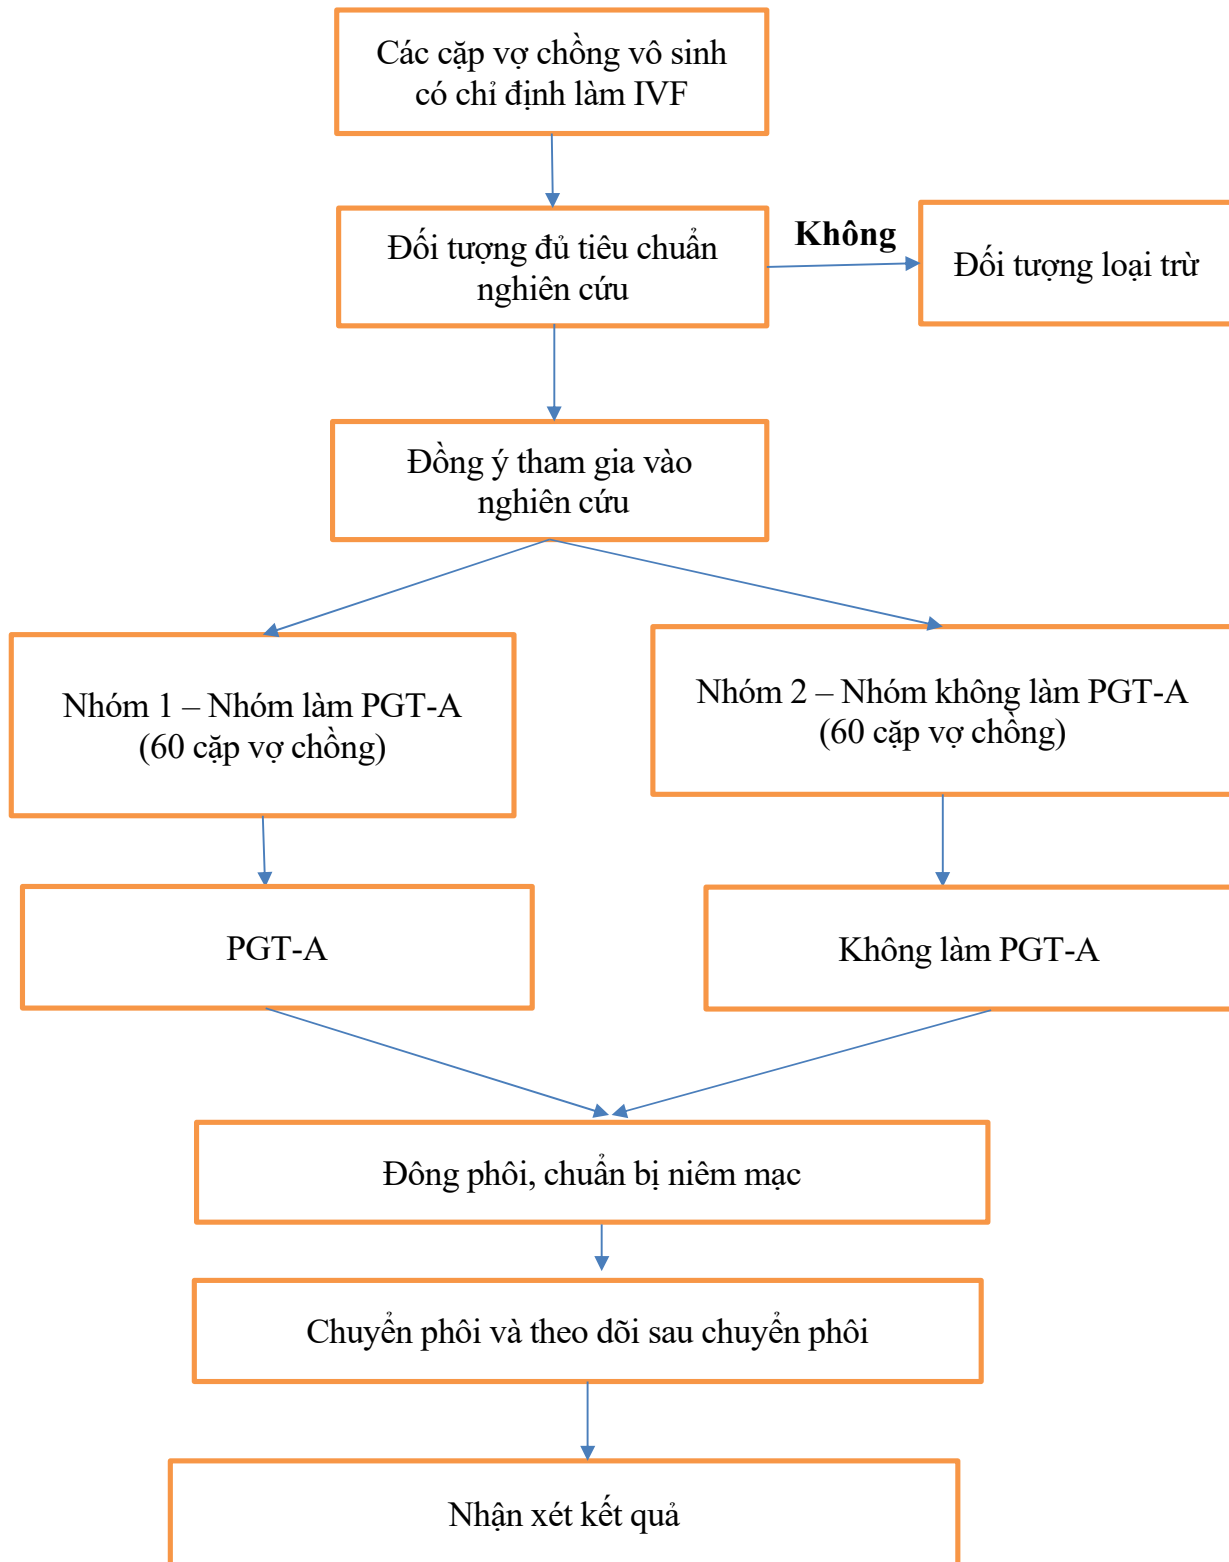 Các cặp vợ chồng vô sinh
có chỉ định làm IVF
Đối tượng đủ tiêu chuẩn
nghiên cứu
Không
Đối tượng loại trừ
Đồng ý tham gia vào
nghiên cứu
Nhóm 1 – Nhóm làm PGT-A
(60 cặp vợ chồng)
Nhóm 2 – Nhóm không làm PGT-A
(60 cặp vợ chồng)
PGT-A
Không làm PGT-A
Đông phôi, chuẩn bị niêm mạc
Chuyển phôi và theo dõi sau chuyển phôi
Nhận xét kết quả